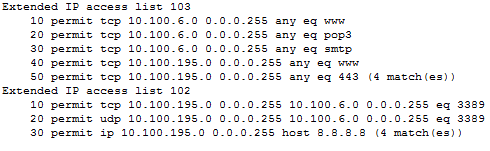 Extended IP access list 103
10 permit tcp 10.100.6.0 0.0.0.255 any eq www
20 permit tcp 10.100.6.0 0.0.0.255 any eq pop3
30 permit tcp 10.100.6.0 0.0.0.255 any eq smtp
40 permit tcp 10.100.195.0 0.0.0.255 any eq www
50 permit tcp 10.100.195.0 0.0.0.255 any eq 443 (4 match(es))
Extended IP access list 102
10 permit tcp 10.100.195.0 0.0.0.255 10.100.6.0 0.0.0.255 eq 3389
20 permit udp 10.100.195.0 0.0.0.255 10.100.6.0 0.0.0.255 eq 3389
30 permit ip 10.100.195.0 0.0.0.255 host 8.8.8.8 (4 match(es))